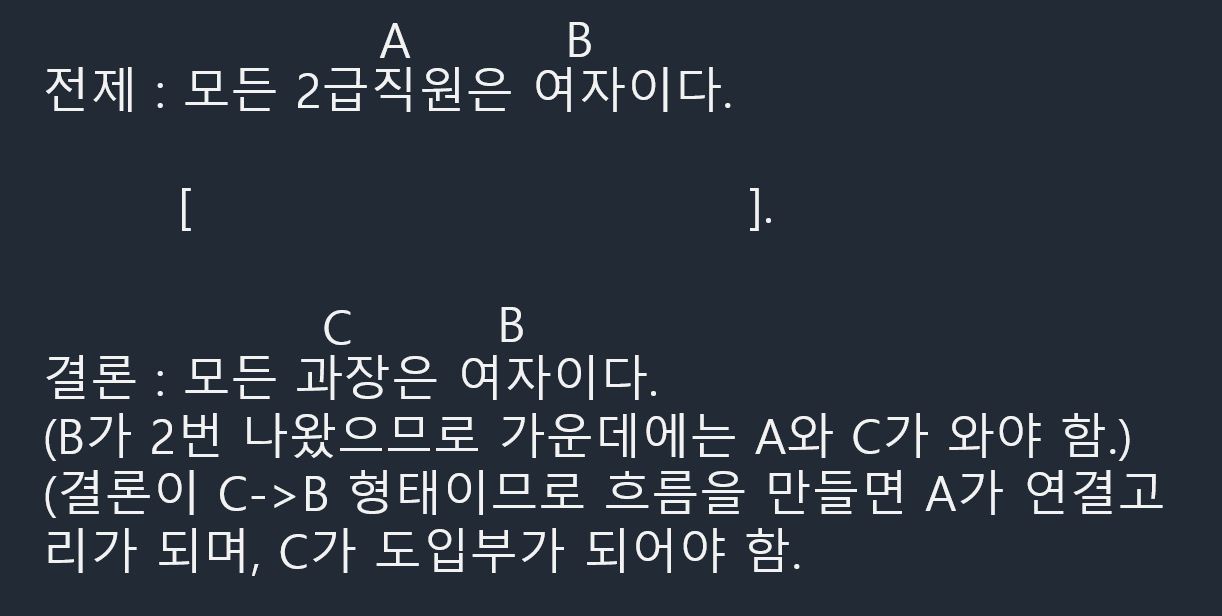 A B
전제 : 모든 2급직원은 여자이다.
[ ].
C B
결론 : 모든 과장은 여자이다.
(B가 2번 나왔으므로 가운데에는 A와 C가 와야 함.)
(결론이 C->B 형태이므로 흐름을 만들면 A가 연결고
리가 되며, C가 도입부가 되어야 함.